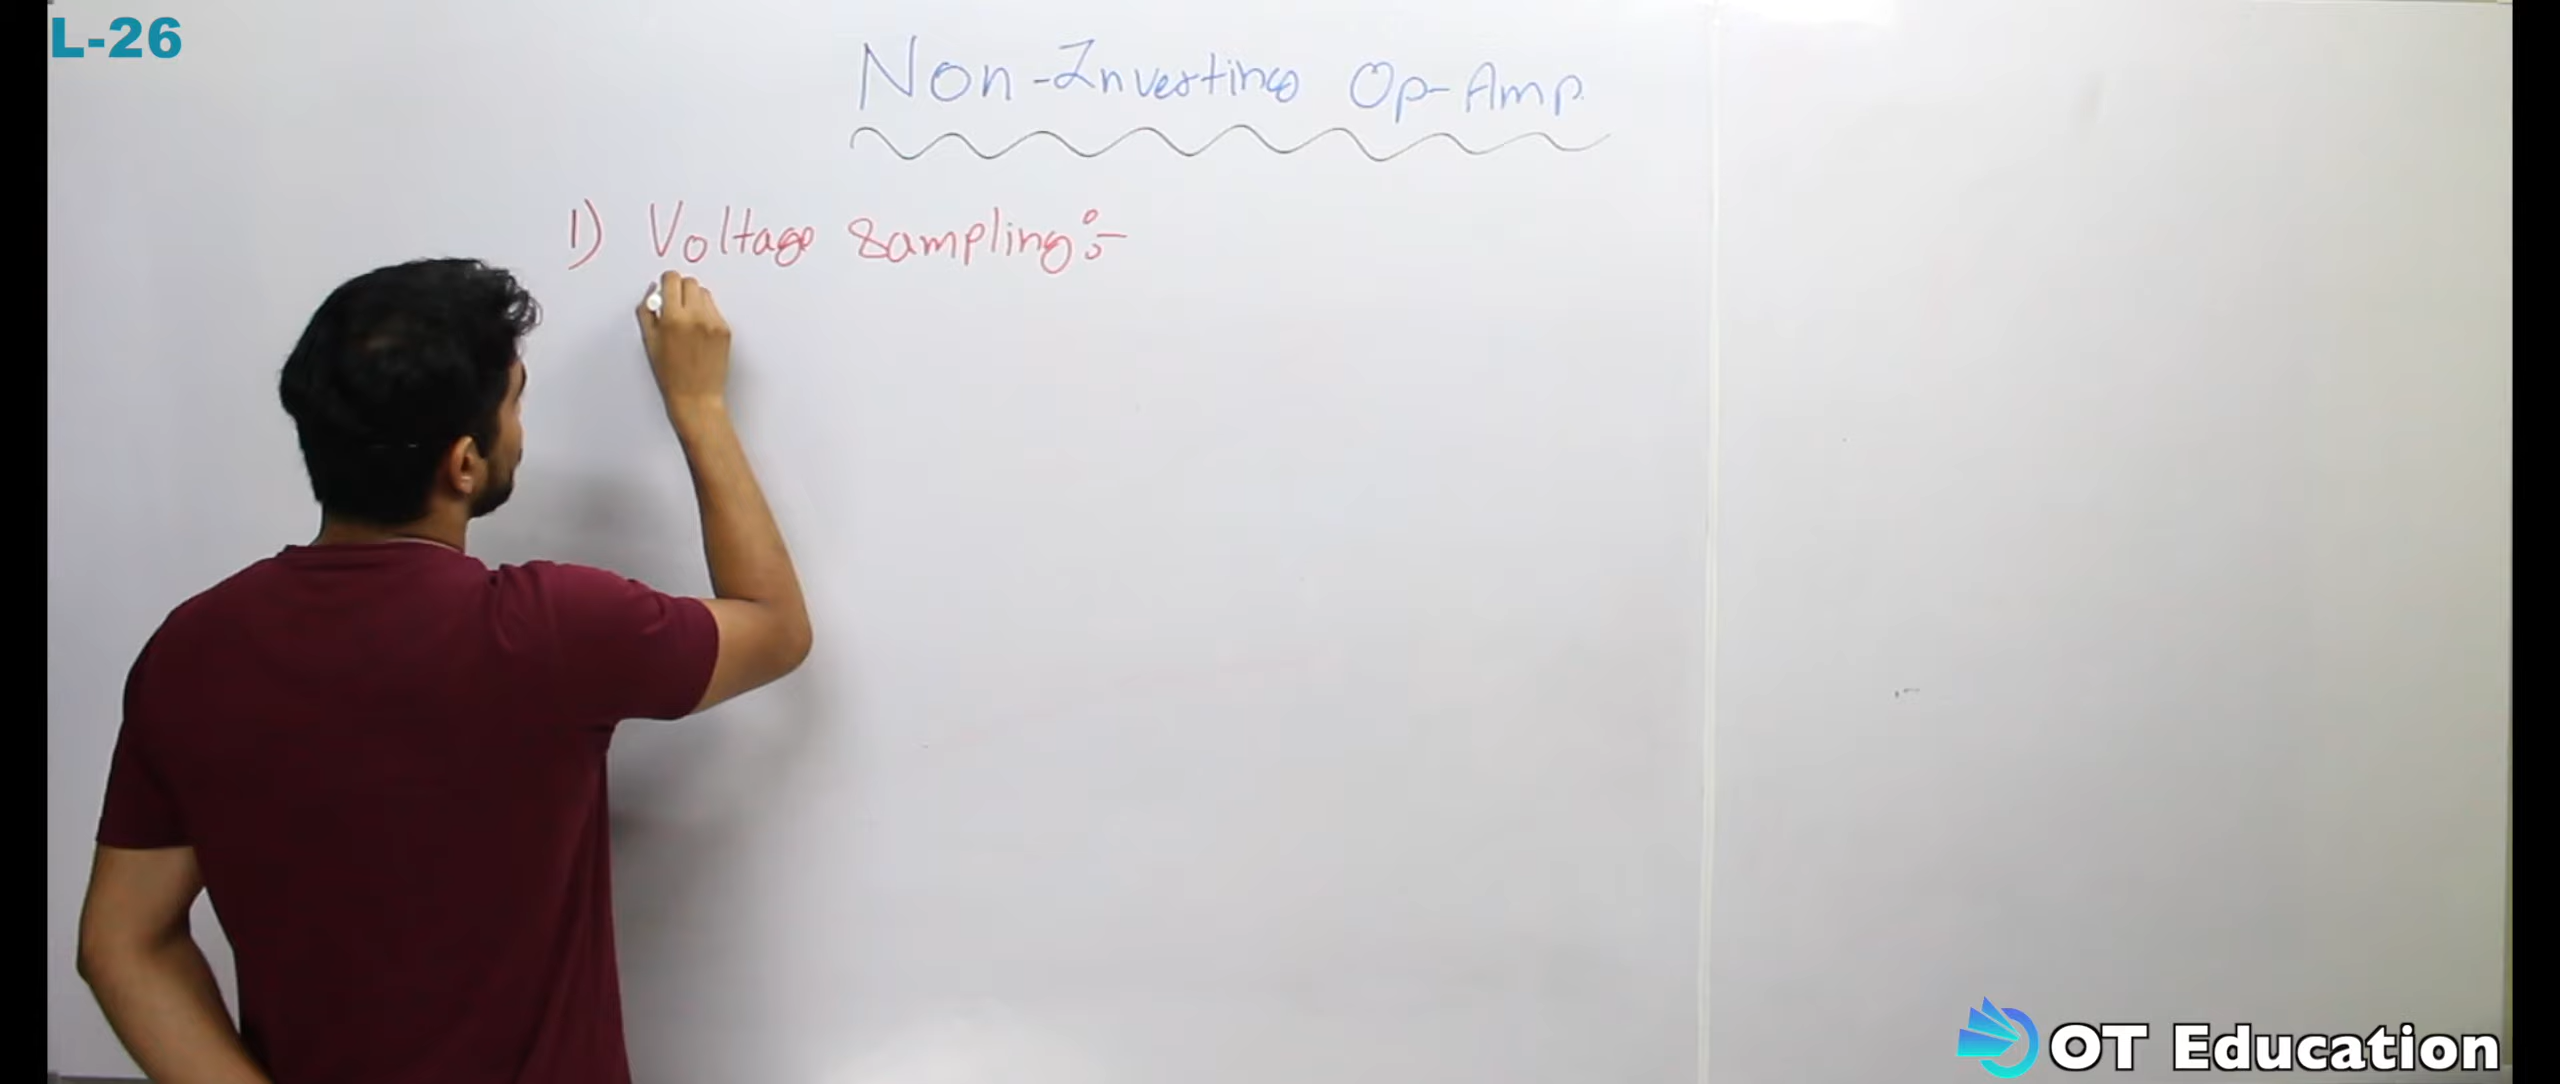 L-26
Non-Inverting Op-Amp.
1) Voltage Sampling:-
OT Education